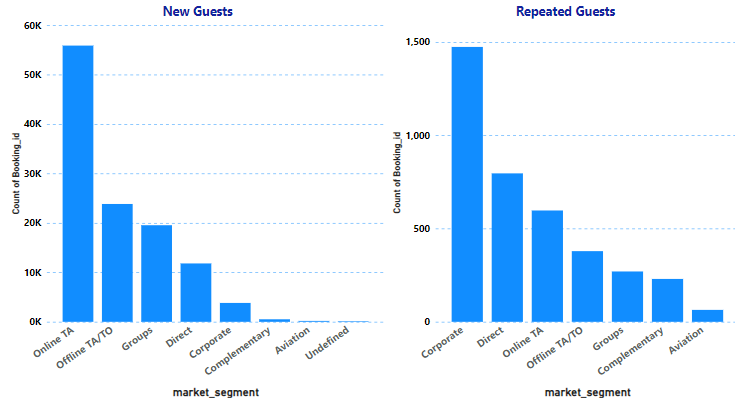 New Guests
60K
50K
40K
30K
20K
10K
0K
Count of Booking_id
Online TA
Offline TA/TO
Groups
Direct
Corporate
Complementary
Aviation
Undefined
market_segment
Repeated Guests
1,500
1,000
500
0
Count of Booking_id
Corporate
Direct
Online TA
Offline TA/TO
Groups
Complementary
Aviation
market_segment